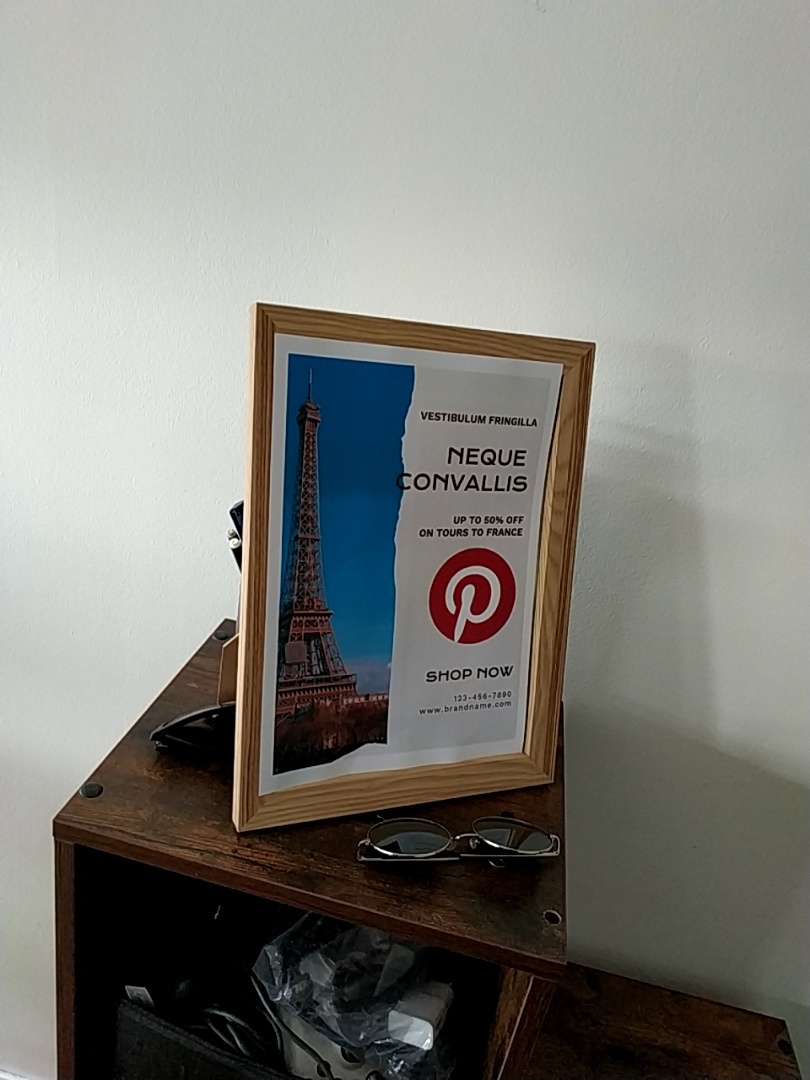 VESTIBULUM FRINGILLA
NEQUE
CONVALLIS
UP TO 50% OFF
ON TOURS TO FRANCE
SHOP NOW
123-456-7890
www.brandname.com